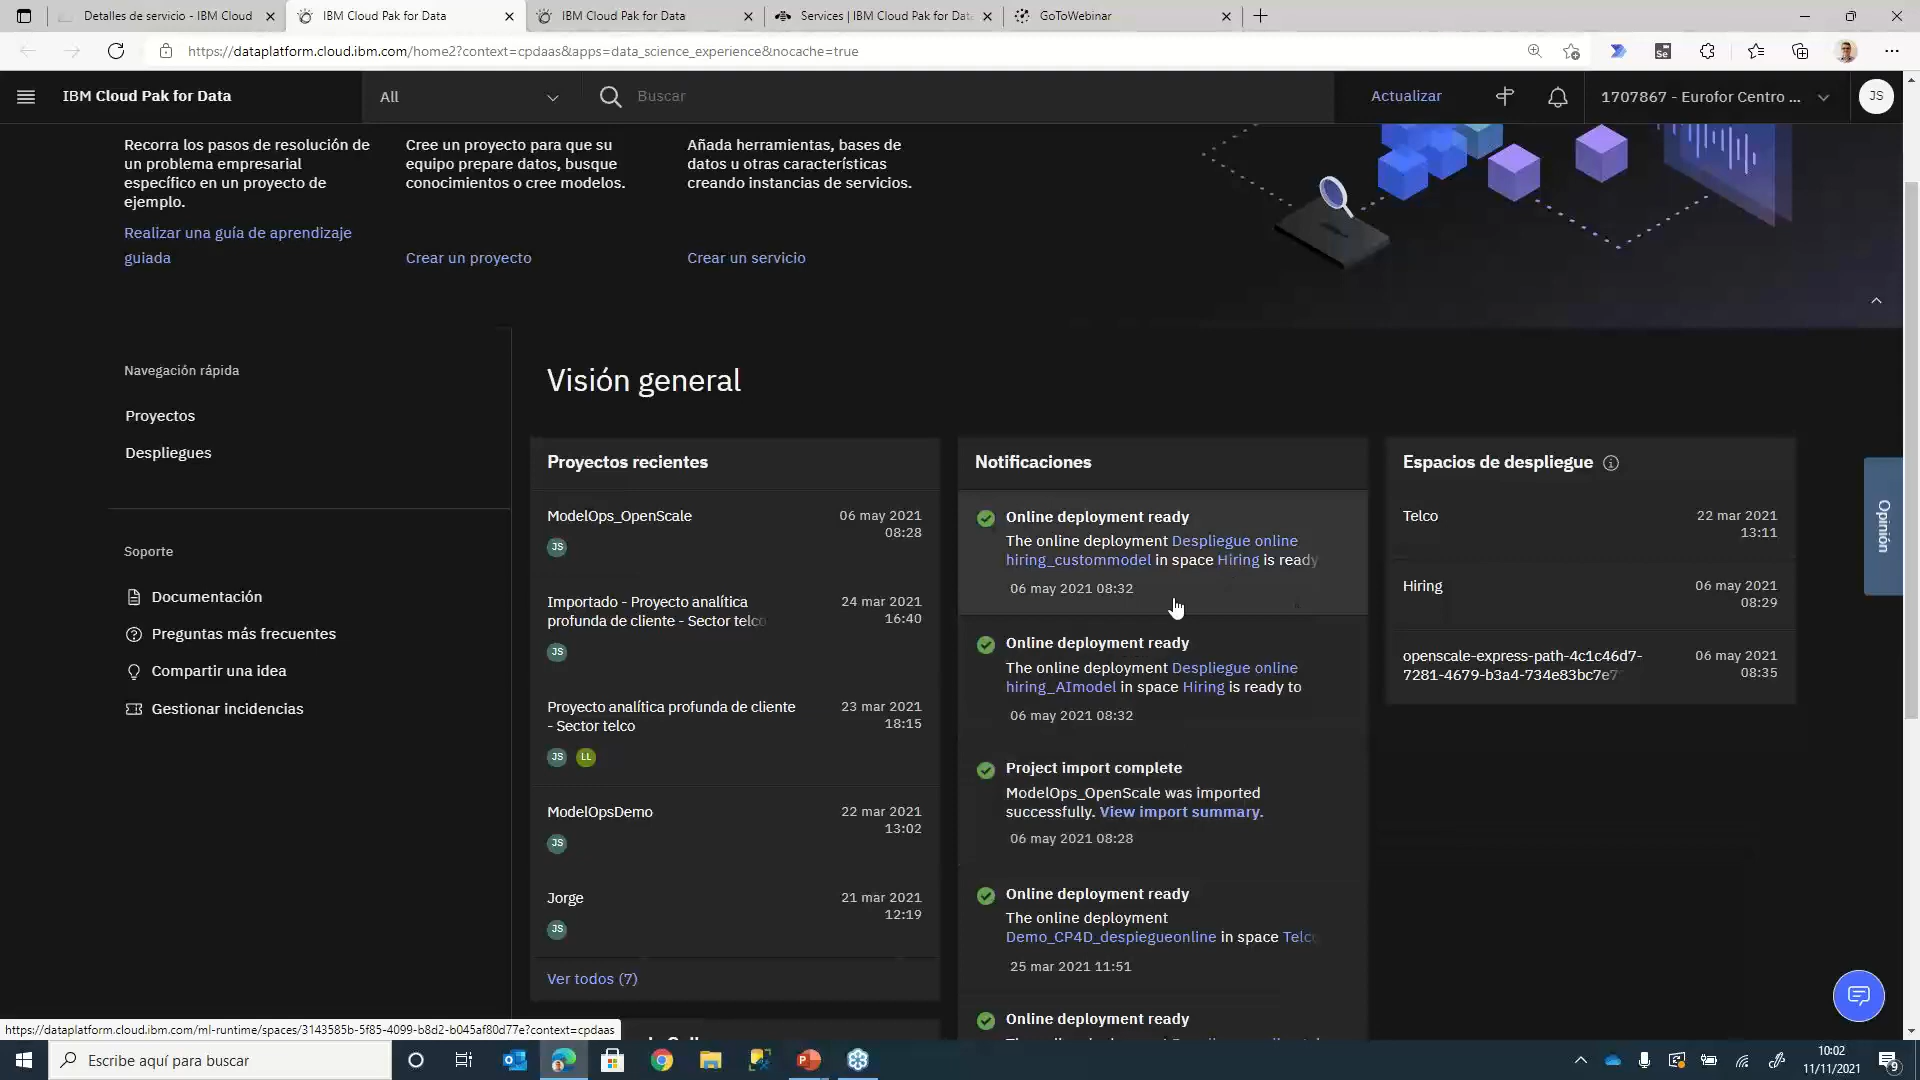 Detalles de servicio - IBM Cloud
IBM Cloud Pak for Data
IBM Cloud Pak for Data
Services | IBM Cloud Pak for Data
GoToWebinar
https://dataplatform.cloud.ibm.com/home2?context=cpdaas&apps=data_science_experience&nocache=true
IBM Cloud Pak for Data
All
Buscar
Actualizar
1707867 - Eurofor Centro ...
JS
Recorra los pasos de resolución de
un problema empresarial
específico en un proyecto de
ejemplo.
Realizar una guía de aprendizaje
guiada
Cree un proyecto para que su
equipo prepare datos, busque
conocimientos o cree modelos.
Crear un proyecto
Añada herramientas, bases de
datos u otras características
creando instancias de servicios.
Crear un servicio
Navegación rápida
Proyectos
Despliegues
Soporte
Documentación
Preguntas más frecuentes
Compartir una idea
Gestionar incidencias
Visión general
Proyectos recientes
ModelOps_OpenScale
06 may 2021
08:28
JS
Importado - Proyecto analítica
profunda de cliente - Sector telco
24 mar 2021
16:40
JS
Proyecto analítica profunda de cliente
- Sector telco
23 mar 2021
18:15
JS
LL
ModelOpsDemo
22 mar 2021
13:02
JS
Jorge
21 mar 2021
12:19
JS
Ver todos (7)
Notificaciones
Online deployment ready
The online deployment Despliegue online
hiring_custommodel in space Hiring is ready
06 may 2021 08:32
Online deployment ready
The online deployment Despliegue online
hiring_AImodel in space Hiring is ready to
06 may 2021 08:32
Project import complete
ModelOps_OpenScale was imported
successfully. View import summary.
06 may 2021 08:28
Online deployment ready
The online deployment
Demo_CP4D_despiegueonline in space Telco
25 mar 2021 11:51
Online deployment ready
Espacios de despliegue
Telco
22 mar 2021
13:11
Hiring
06 may 2021
08:29
openscale-express-path-4c1c46d7-
7281-4679-b3a4-734e83bc7e7
06 may 2021
08:35
Opinión
https://dataplatform.cloud.ibm.com/ml-runtime/spaces/3143585b-5f85-4099-b8d2-b045af80d77e?context=cpdaas
Escribe aquí para buscar
10:02
11/11/2021
9